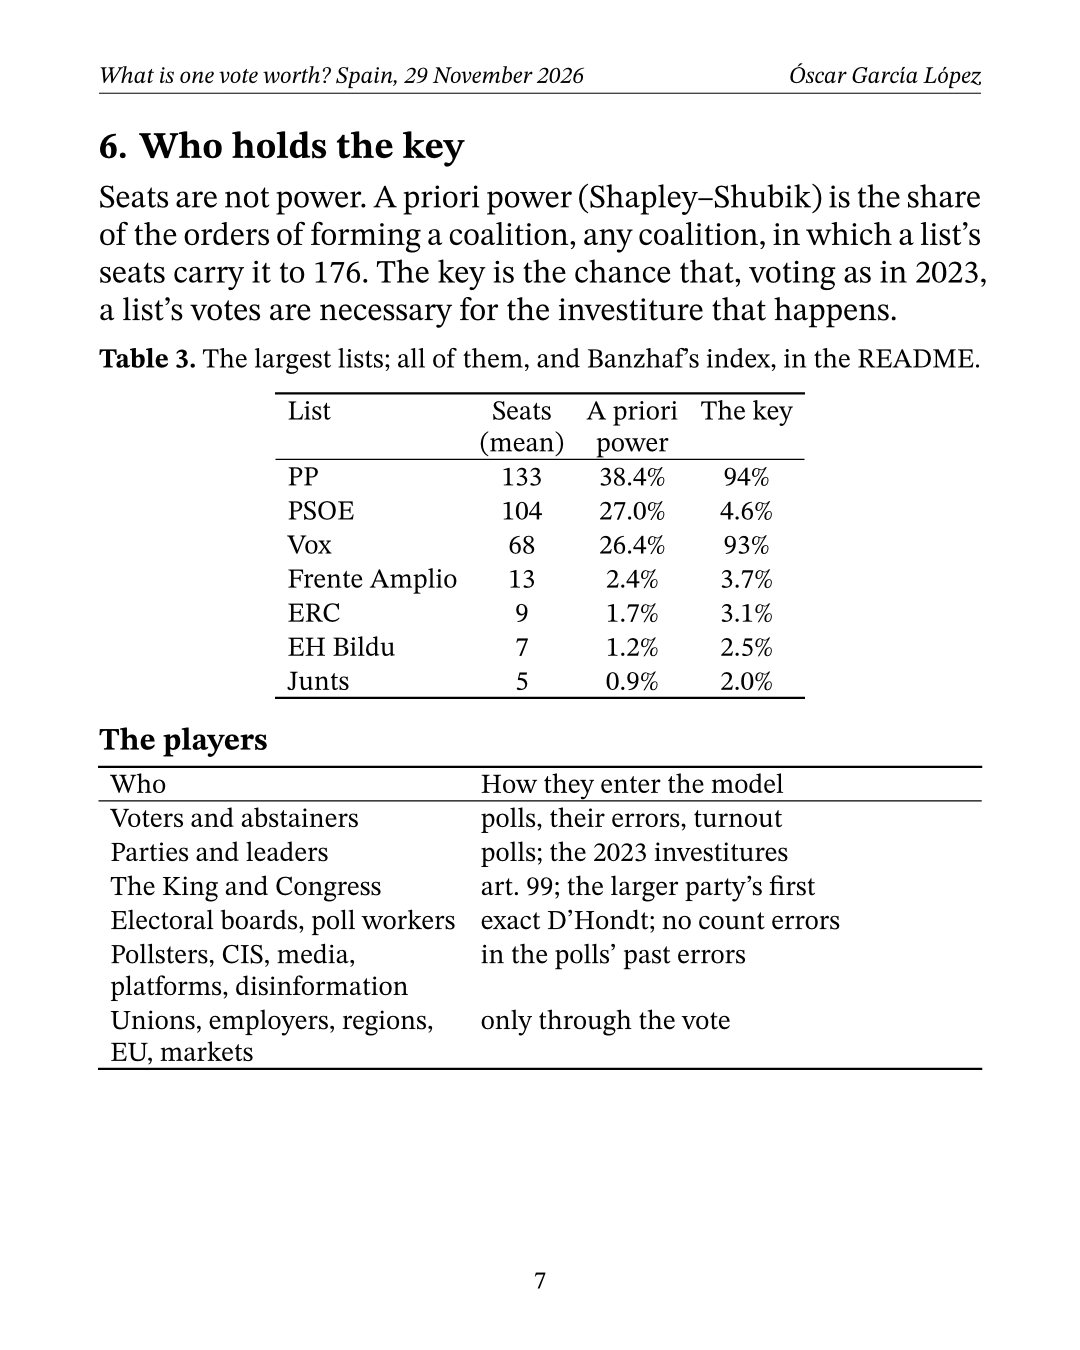 What is one vote worth? Spain, 29 November 2026 Óscar García López
6. Who holds the key
Seats are not power. A priori power (Shapley–Shubik) is the share
of the orders of forming a coalition, any coalition, in which a list’s
seats carry it to 176. The key is the chance that, voting as in 2023,
a list’s votes are necessary for the investiture that happens.
Table 3. The largest lists; all of them, and Banzhaf’s index, in the README.
List Seats A priori The key
(mean) power
PP 133 38.4% 94%
PSOE 104 27.0% 4.6%
Vox 68 26.4% 93%
Frente Amplio 13 2.4% 3.7%
ERC 9 1.7% 3.1%
EH Bildu 7 1.2% 2.5%
Junts 5 0.9% 2.0%
The players
Who How they enter the model
Voters and abstainers polls, their errors, turnout
Parties and leaders polls; the 2023 investitures
The King and Congress art. 99; the larger party’s first
Electoral boards, poll workers exact D’Hondt; no count errors
Pollsters, CIS, media, in the polls’ past errors
platforms, disinformation
Unions, employers, regions, only through the vote
EU, markets
7